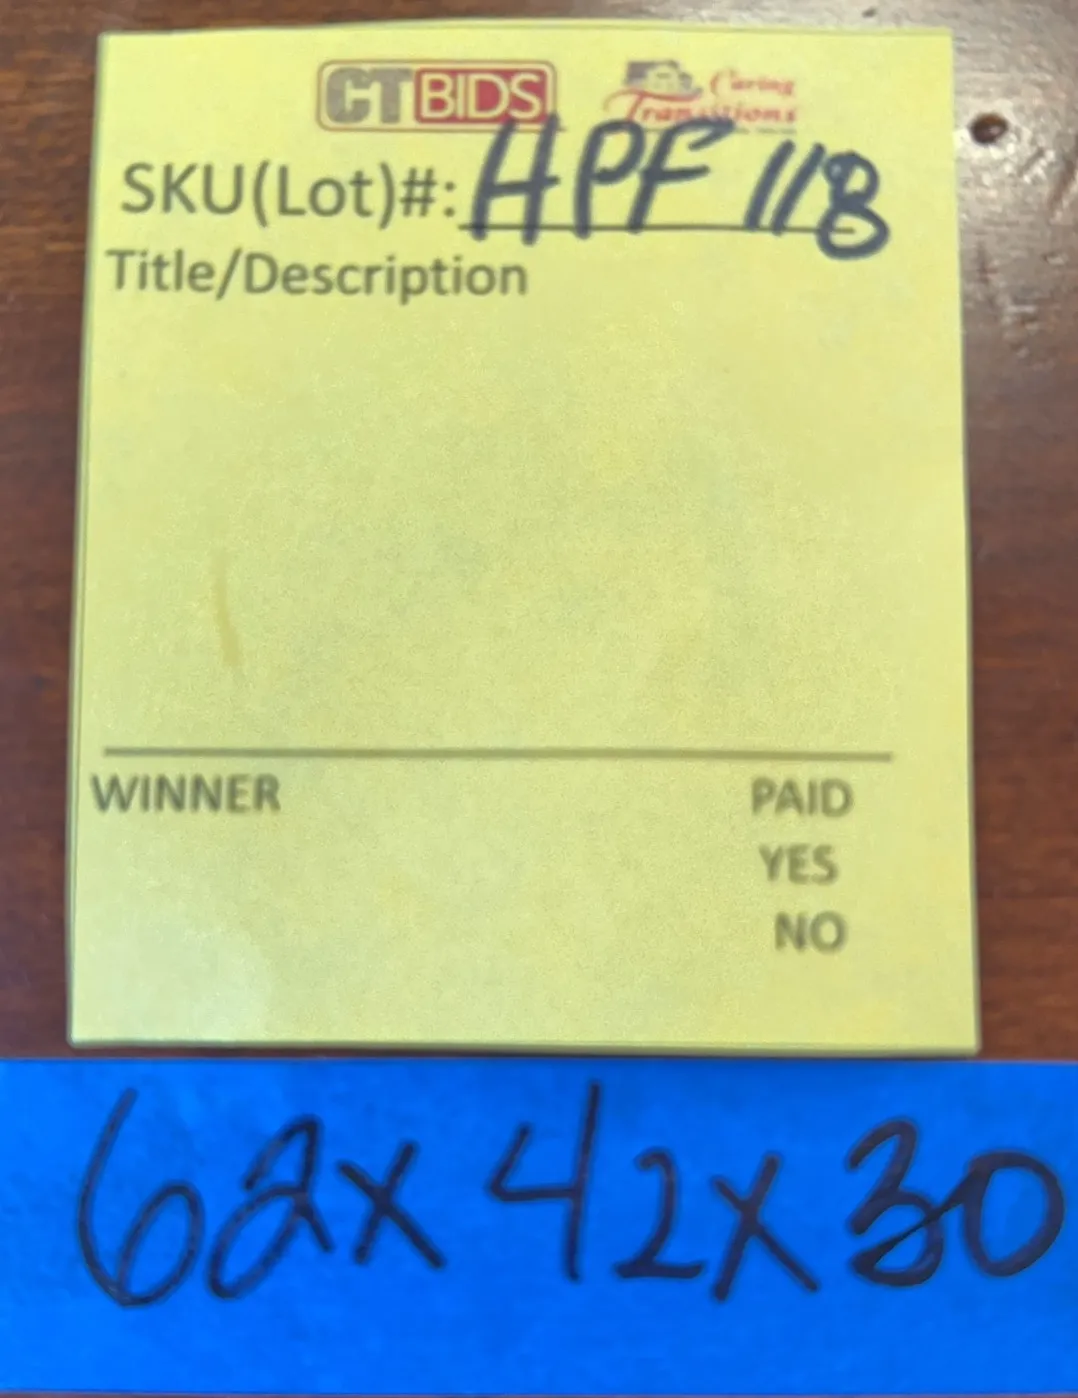 CTBIDS Caring
Transitions
SKU(Lot)#: HPF 118
Title/Description
WINNER PAID
YES
NO
62x42x30